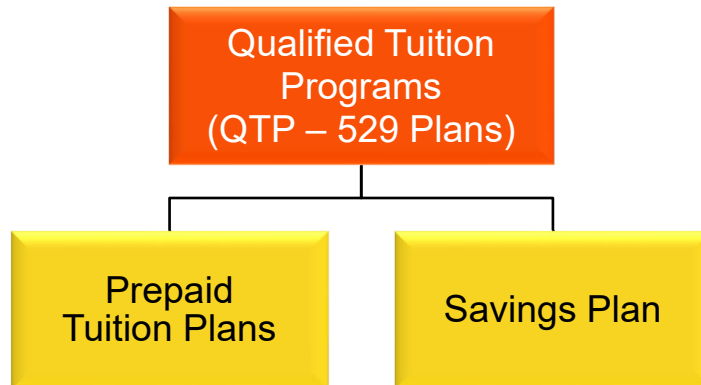 Qualified Tuition
Programs
(QTP – 529 Plans)
Prepaid
Tuition Plans
Savings Plan